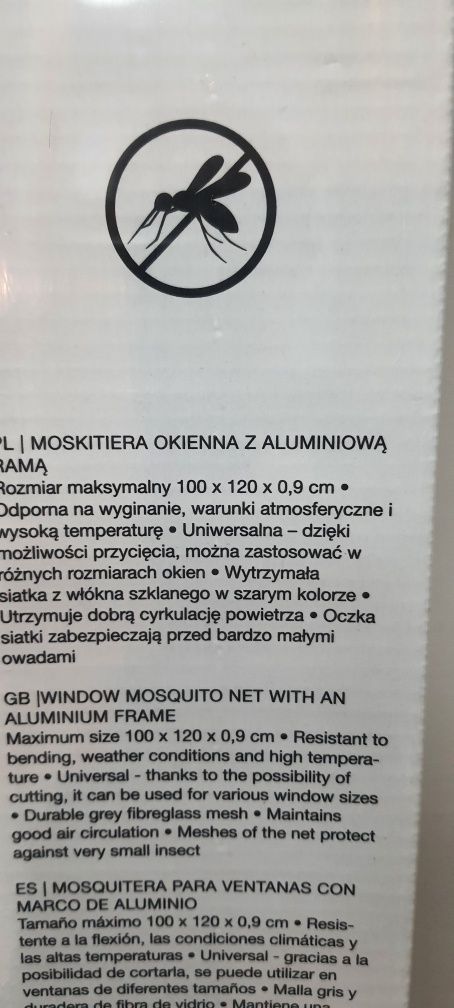 PL | MOSKITIERA OKIENNA Z ALUMINIOWĄ
RAMĄ
Rozmiar maksymalny 100 x 120 x 0,9 cm •
Odporna na wyginanie, warunki atmosferyczne i
wysoką temperaturę • Uniwersalna – dzięki
możliwości przycięcia, można zastosować w
różnych rozmiarach okien • Wytrzymała
siatka z włókna szklanego w szarym kolorze •
Utrzymuje dobrą cyrkulację powietrza • Oczka
siatki zabezpieczają przed bardzo małymi
owadami
GB |WINDOW MOSQUITO NET WITH AN
ALUMINIUM FRAME
Maximum size 100 x 120 x 0,9 cm • Resistant to
bending, weather conditions and high tempera-
ture • Universal - thanks to the possibility of
cutting, it can be used for various window sizes
• Durable grey fibreglass mesh • Maintains
good air circulation • Meshes of the net protect
against very small insect
ES | MOSQUITERA PARA VENTANAS CON
MARCO DE ALUMINIO
Tamaño máximo 100 x 120 x 0,9 cm • Resis-
tente a la flexión, las condiciones climáticas y
las altas temperaturas • Universal - gracias a la
posibilidad de cortarla, se puede utilizar en
ventanas de diferentes tamaños • Malla gris y
duradera de fibra de vidrio • Mantiene una